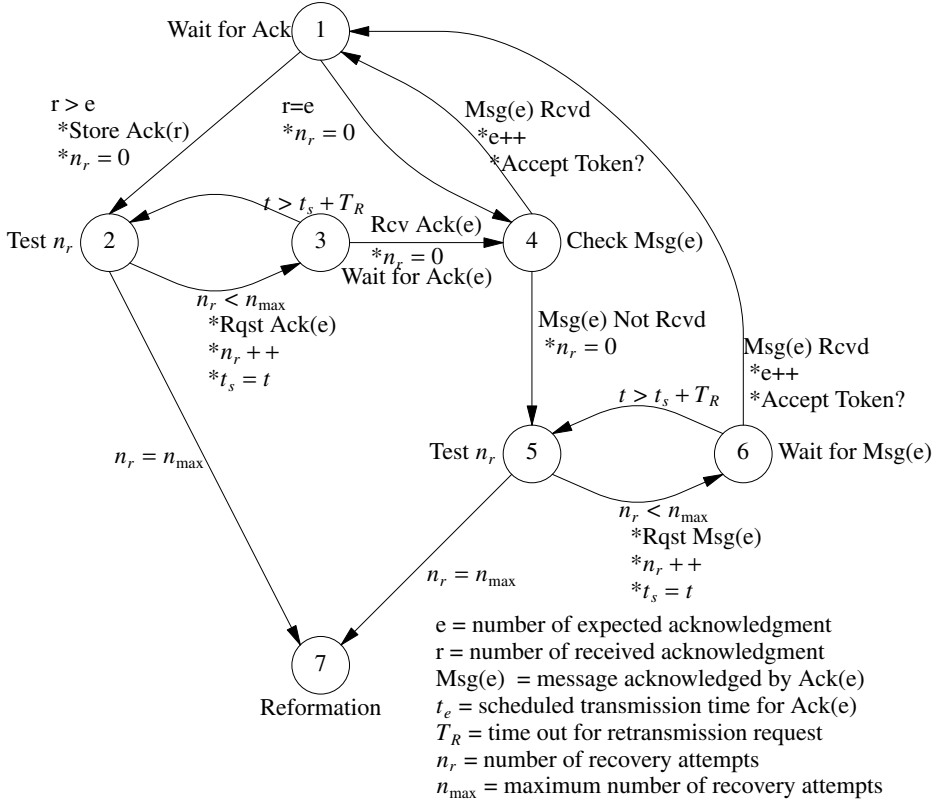 Wait for Ack
1
r > e
*Store Ack(r)
*n_r = 0
r=e
*n_r = 0
Msg(e) Rcvd
*e++
*Accept Token?
t > t_s + T_R
Test n_r
2
3
Rcv Ack(e)
*n_r = 0
Wait for Ack(e)
4
Check Msg(e)
n_r < n_max
*Rqst Ack(e)
*n_r ++
*t_s = t
Msg(e) Not Rcvd
*n_r = 0
Msg(e) Rcvd
*e++
*Accept Token?
t > t_s + T_R
n_r = n_max
Test n_r
5
6
Wait for Msg(e)
n_r < n_max
*Rqst Msg(e)
*n_r ++
*t_s = t
n_r = n_max
7
Reformation
e = number of expected acknowledgment
r = number of received acknowledgment
Msg(e) = message acknowledged by Ack(e)
t_e = scheduled transmission time for Ack(e)
T_R = time out for retransmission request
n_r = number of recovery attempts
n_max = maximum number of recovery attempts